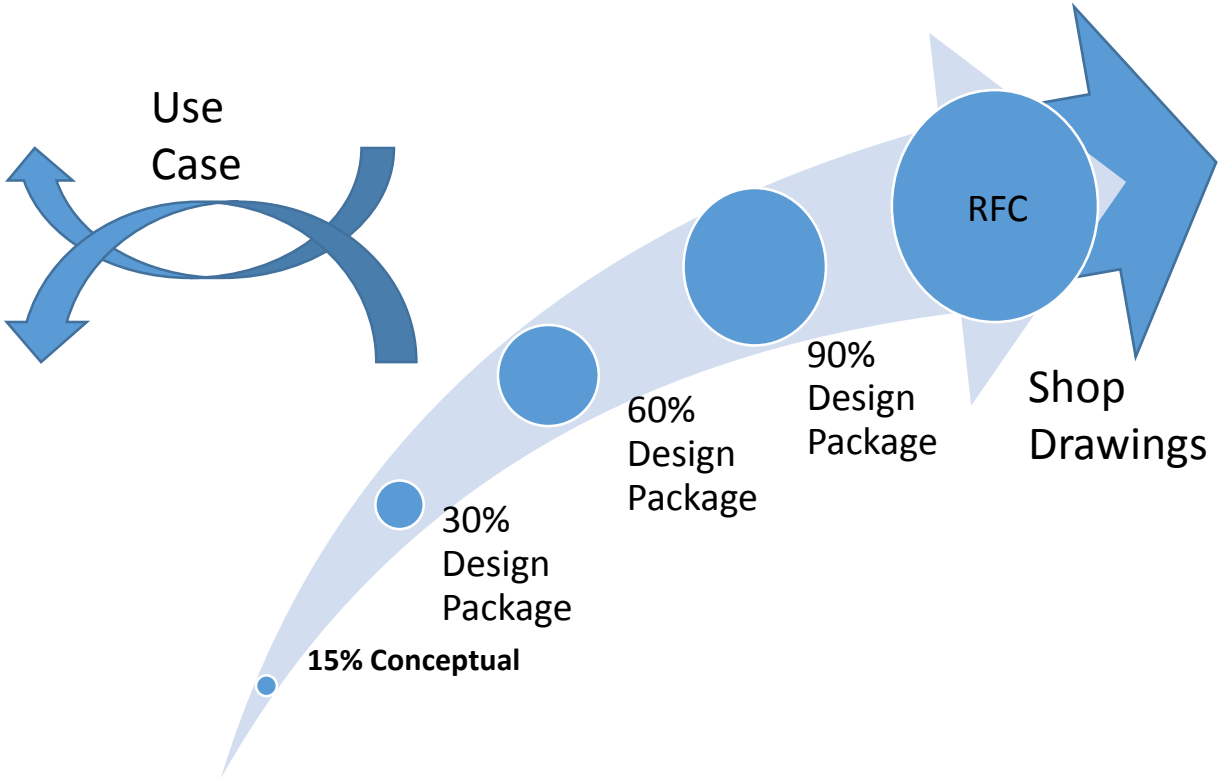 Use
Case
RFC
90%
Design
Package
Shop
Drawings
60%
Design
Package
30%
Design
Package
15% Conceptual